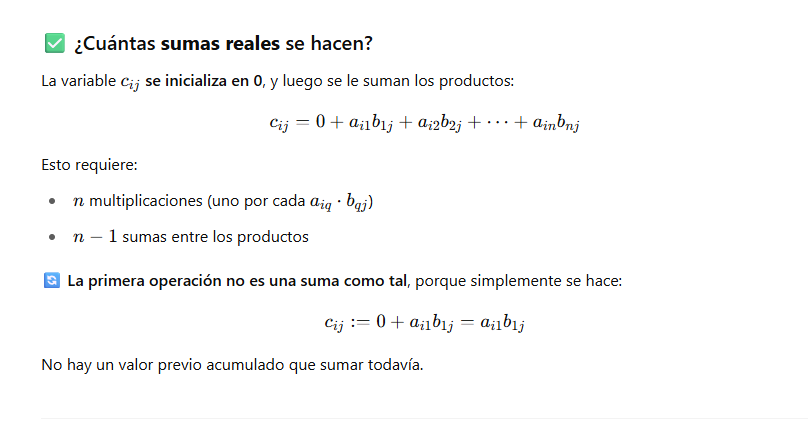 ✅ ¿Cuántas sumas reales se hacen?
La variable c_{ij} se inicializa en 0, y luego se le suman los productos:
c_{ij} = 0 + a_{i1}b_{1j} + a_{i2}b_{2j} + ⋯ + a_{in}b_{nj}
Esto requiere:
• n multiplicaciones (uno por cada a_{iq} · b_{qj})
• n − 1 sumas entre los productos
🔄 La primera operación no es una suma como tal, porque simplemente se hace:
c_{ij} := 0 + a_{i1}b_{1j} = a_{i1}b_{1j}
No hay un valor previo acumulado que sumar todavía.